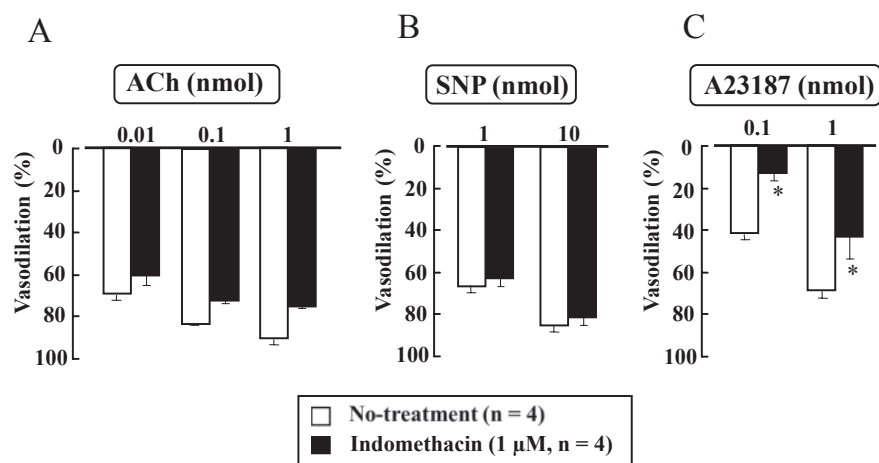 A
B
C
ACh (nmol)
SNP (nmol)
A23187 (nmol)
0.01 0.1 1
1 10
0.1 1
Vasodilation (%)
0
20
40
60
80
100
Vasodilation (%)
0
20
40
60
80
100
Vasodilation (%)
0
20
40
60
80
100
*
*
No-treatment (n = 4)
Indomethacin (1 μM, n = 4)